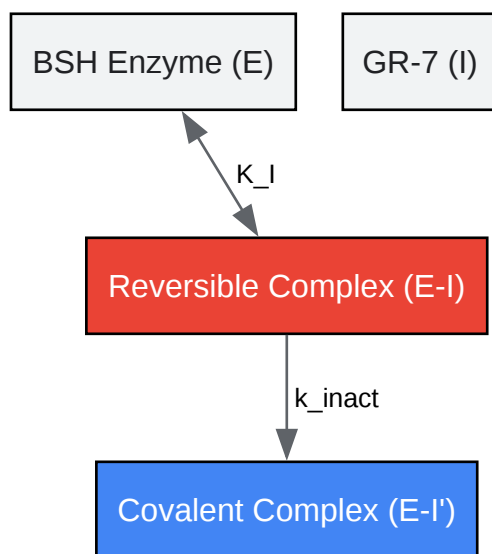 BSH Enzyme (E)
GR-7 (I)
K_I
Reversible Complex (E-I)
k_inact
Covalent Complex (E-I')